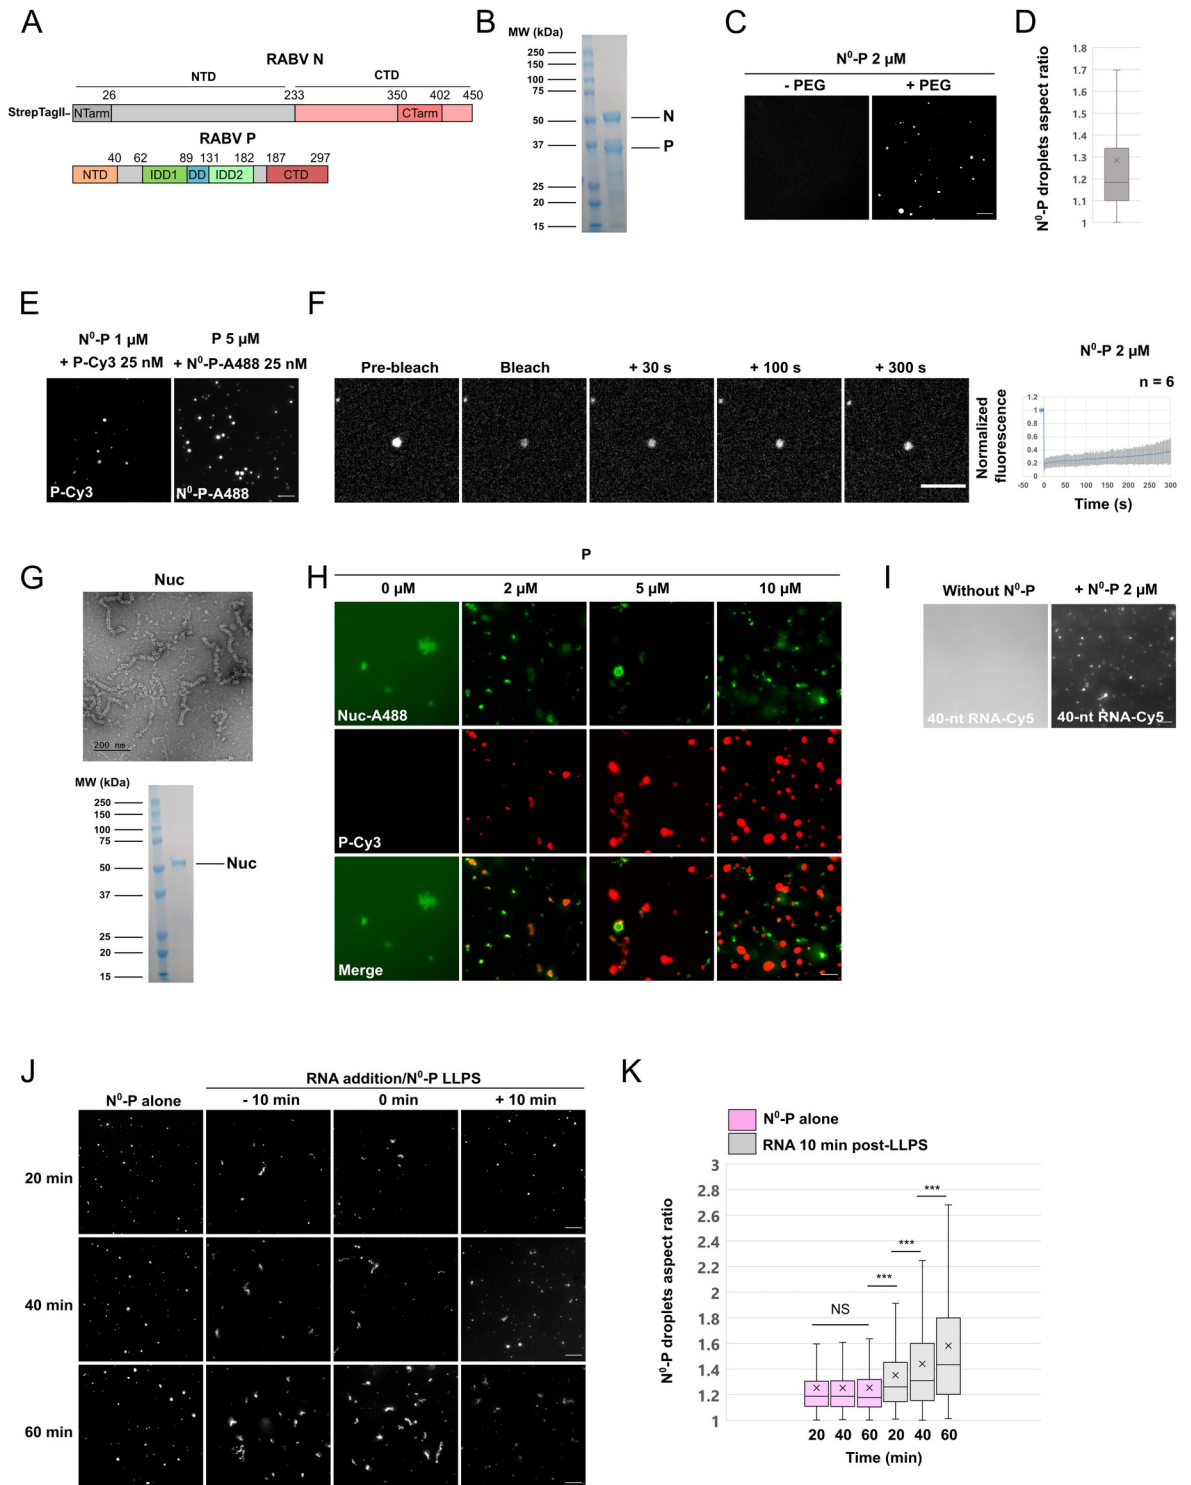 A
RABV N
NTD CTD
26 233 350 402 450
StrepTagII NTarm CTarm
RABV P
40 62 89 131 182 187 297
NTD IDD1 DD IDD2 CTD
B
MW (kDa)
250
150
100
75
50
37
25
20
15
N
P
C
N⁰-P 2 µM
- PEG + PEG
D
N⁰-P droplets aspect ratio
1.8
1.7
1.6
1.5
1.4
1.3
1.2
1.1
1
E
N⁰-P 1 µM P 5 µM
+ P-Cy3 25 nM + N⁰-P-A488 25 nM
P-Cy3 N⁰-P-A488
F
Pre-bleach Bleach + 30 s + 100 s + 300 s
N⁰-P 2 µM
n = 6
Normalized
fluorescence
1.2
1
0.8
0.6
0.4
0.2
0
-50 0 50 100 150 200 250 300
Time (s)
G
Nuc
200 nm
MW (kDa)
250
150
100
75
50
37
25
20
15
Nuc
H
P
0 µM 2 µM 5 µM 10 µM
Nuc-A488
P-Cy3
Merge
I
Without N⁰-P + N⁰-P 2 µM
40-nt RNA-Cy5 40-nt RNA-Cy5
J
RNA addition/N⁰-P LLPS
N⁰-P alone - 10 min 0 min + 10 min
20 min
40 min
60 min
K
N⁰-P alone
RNA 10 min post-LLPS
N⁰-P droplets aspect ratio
3
2.8
2.6
2.4
2.2
2
1.8
1.6
1.4
1.2
1
NS *** *** ***
20 40 60 20 40 60
Time (min)